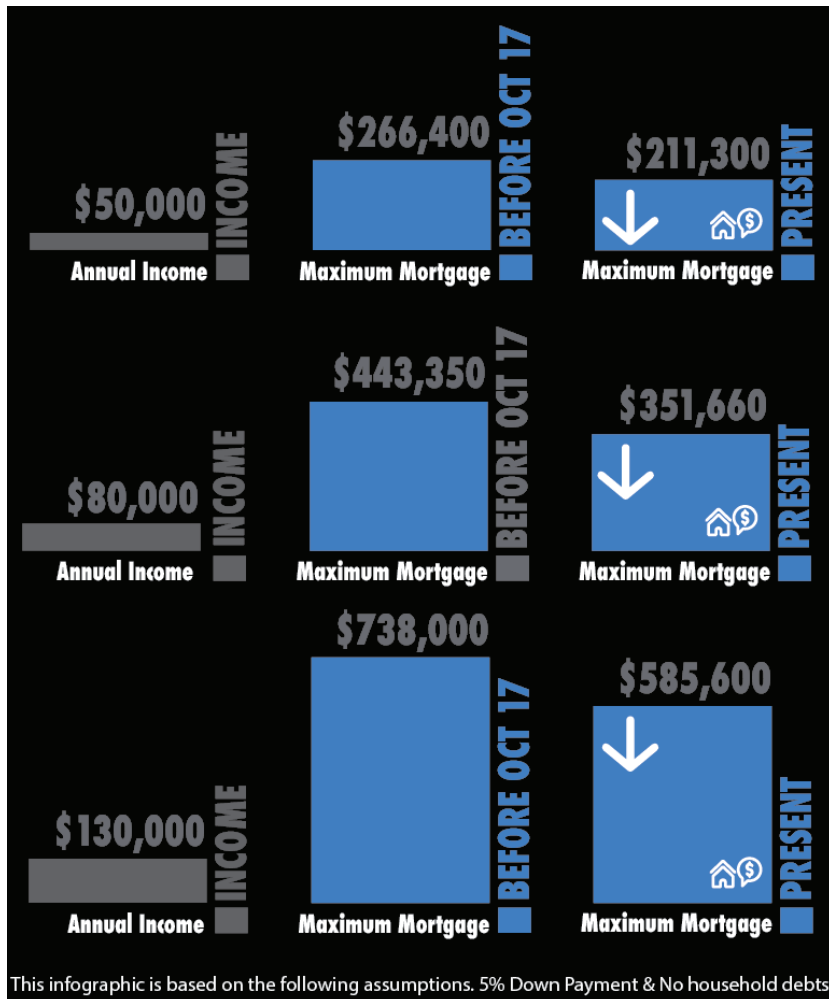 $50,000
Annual Income
INCOME
$266,400
Maximum Mortgage
BEFORE OCT 17
$211,300
$
Maximum Mortgage
PRESENT
$80,000
Annual Income
INCOME
$443,350
Maximum Mortgage
BEFORE OCT 17
$351,660
$
Maximum Mortgage
PRESENT
$130,000
Annual Income
INCOME
$738,000
Maximum Mortgage
BEFORE OCT 17
$585,600
$
Maximum Mortgage
PRESENT
This infographic is based on the following assumptions. 5% Down Payment & No household debts